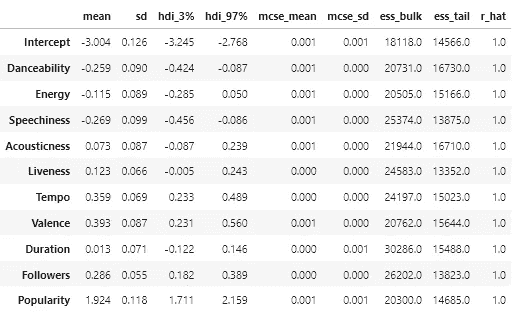 mean sd hdi_3% hdi_97% mcse_mean mcse_sd ess_bulk ess_tail r_hat
Intercept -3.004 0.126 -3.245 -2.768 0.001 0.001 18118.0 14566.0 1.0
Danceability -0.259 0.090 -0.424 -0.087 0.001 0.000 20731.0 16730.0 1.0
Energy -0.115 0.089 -0.285 0.050 0.001 0.000 20505.0 15166.0 1.0
Speechiness -0.269 0.099 -0.456 -0.086 0.001 0.000 25374.0 13875.0 1.0
Acousticness 0.073 0.087 -0.087 0.239 0.001 0.001 21944.0 16710.0 1.0
Liveness 0.123 0.066 -0.005 0.243 0.000 0.000 24583.0 13352.0 1.0
Tempo 0.359 0.069 0.233 0.489 0.000 0.000 24197.0 15023.0 1.0
Valence 0.393 0.087 0.231 0.560 0.001 0.000 20762.0 15644.0 1.0
Duration 0.013 0.071 -0.122 0.146 0.000 0.001 30286.0 15488.0 1.0
Followers 0.286 0.055 0.182 0.389 0.000 0.000 26202.0 13823.0 1.0
Popularity 1.924 0.118 1.711 2.159 0.001 0.001 20300.0 14685.0 1.0